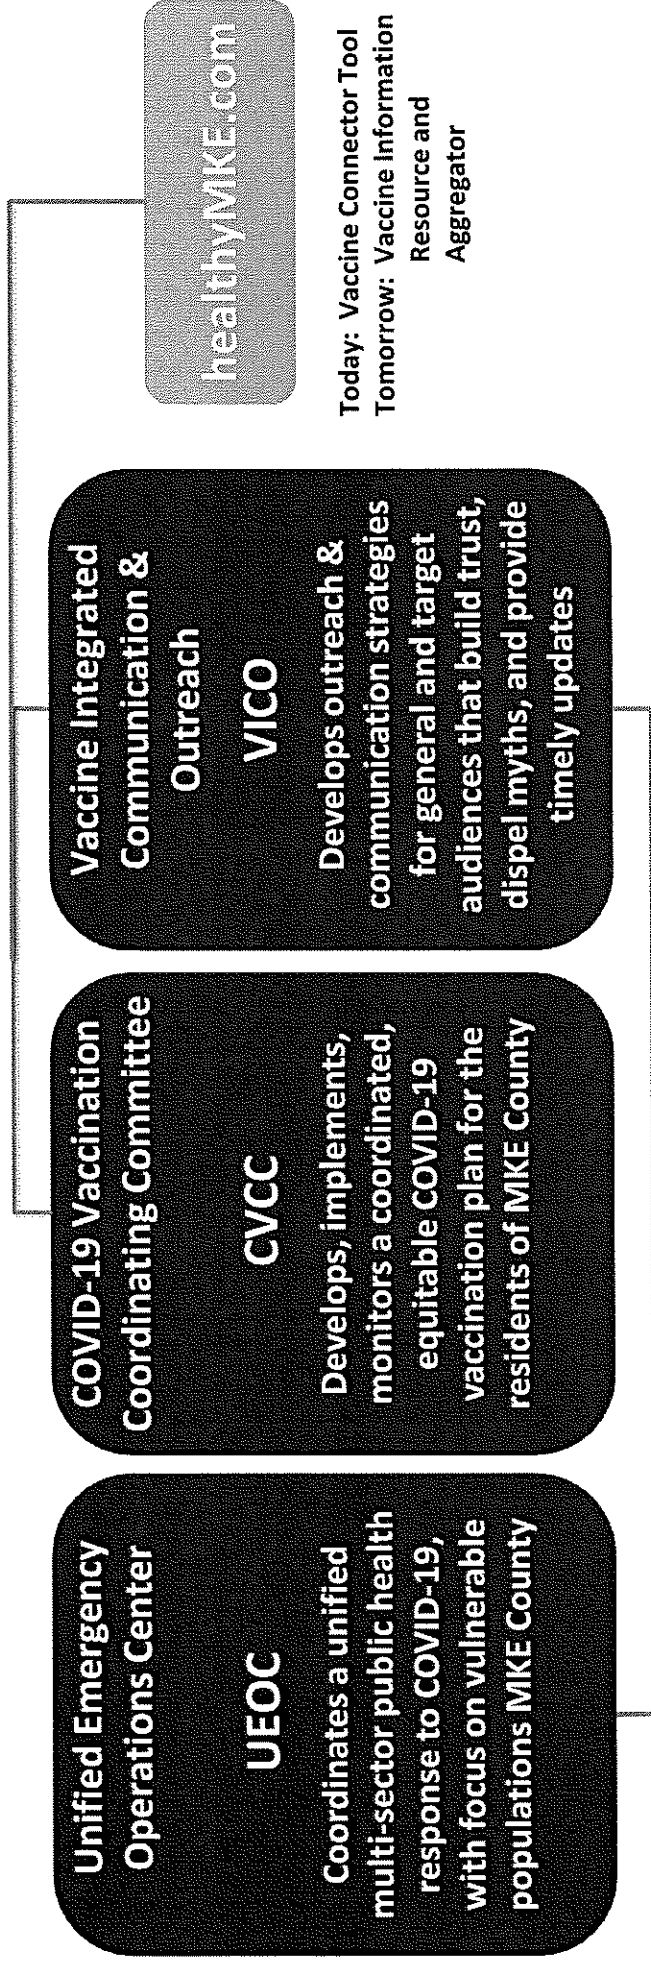 Unified Emergency
Operations Center
UEOC
Coordinates a unified
multi-sector public health
response to COVID-19,
with focus on vulnerable
populations MKE County
COVID-19 Vaccination
Coordinating Committee
CVCC
Develops, implements,
monitors a coordinated,
equitable COVID-19
vaccination plan for the
residents of MKE County
Vaccine Integrated
Communication &
Outreach
VICO
Develops outreach &
communication strategies
for general and target
audiences that build trust,
dispel myths, and provide
timely updates
healthyMKE.com
Today: Vaccine Connector Tool
Tomorrow: Vaccine Information
Resource and
Aggregator